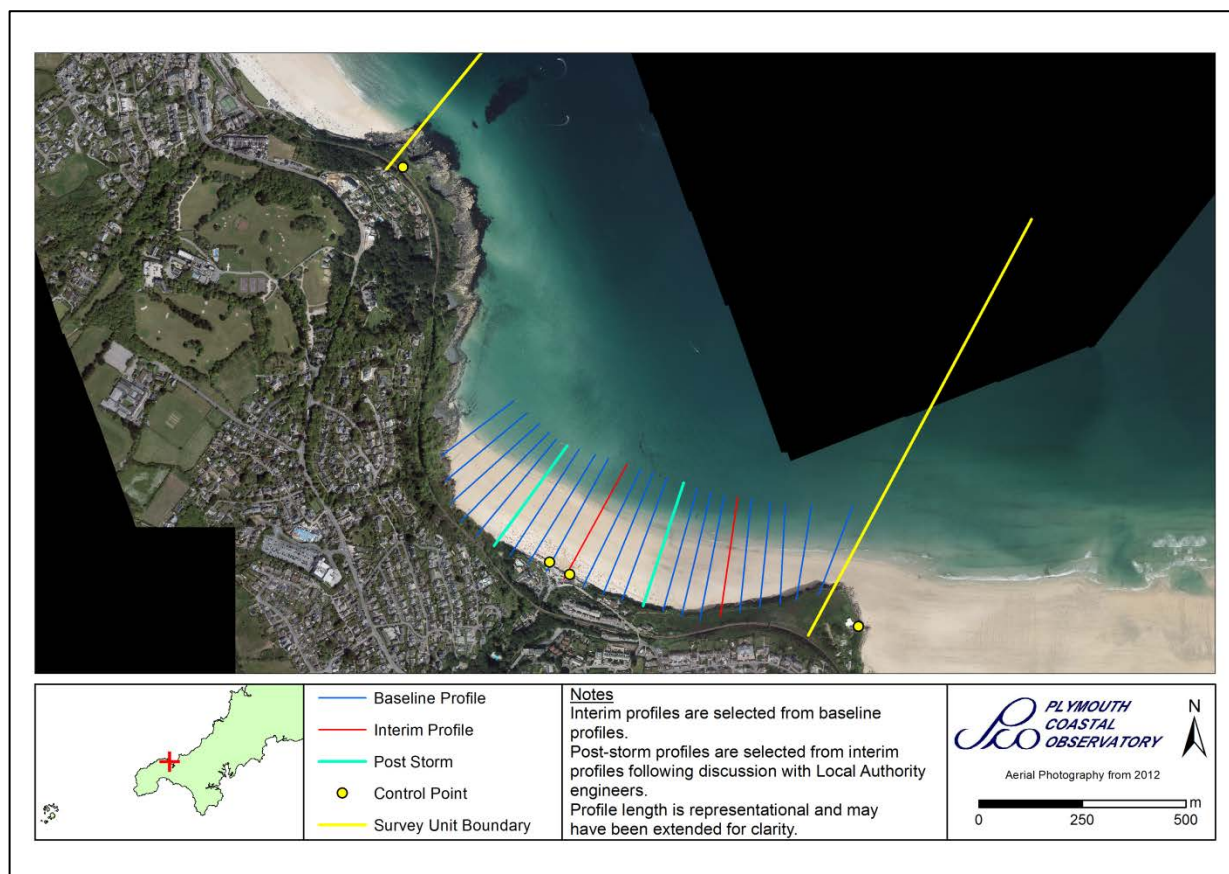 Baseline Profile
Interim Profile
Post Storm
Control Point
Survey Unit Boundary
Notes
Interim profiles are selected from baseline
profiles.
Post-storm profiles are selected from interim
profiles following discussion with Local Authority
engineers.
Profile length is representational and may
have been extended for clarity.
PLYMOUTH
COASTAL
OBSERVATORY
N
Aerial Photography from 2012
m
0 250 500